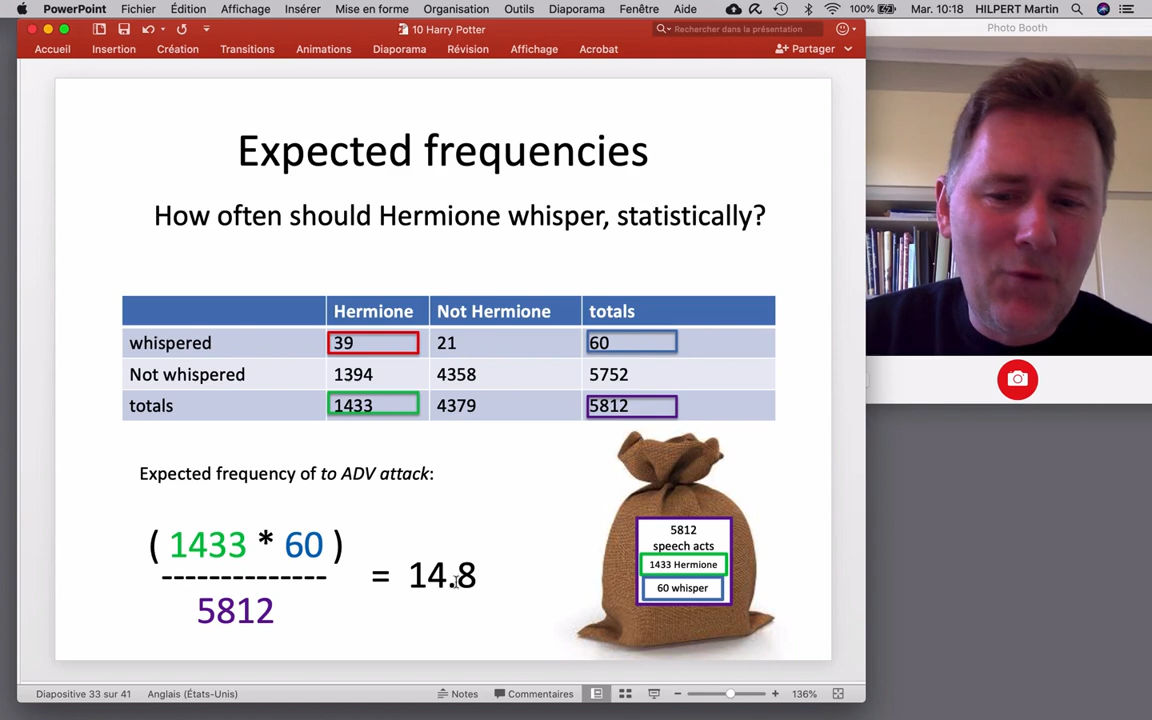 PowerPoint Fichier Édition Affichage Insérer Mise en forme Organisation Outils Diaporama Fenêtre Aide 100% Mar. 10:18 HILPERT Martin
10 Harry Potter
Rechercher dans la présentation
Photo Booth
Accueil Insertion Création Transitions Animations Diaporama Révision Affichage Acrobat Partager
Expected frequencies
How often should Hermione whisper, statistically?
Hermione Not Hermione totals
whispered 39 21 60
Not whispered 1394 4358 5752
totals 1433 4379 5812
Expected frequency of to ADV attack:
( 1433 * 60 )
--------------
= 14.8
5812
5812
speech acts
1433 Hermione
60 whisper
Diapositive 33 sur 41 Anglais (États-Unis) Notes Commentaires 136%